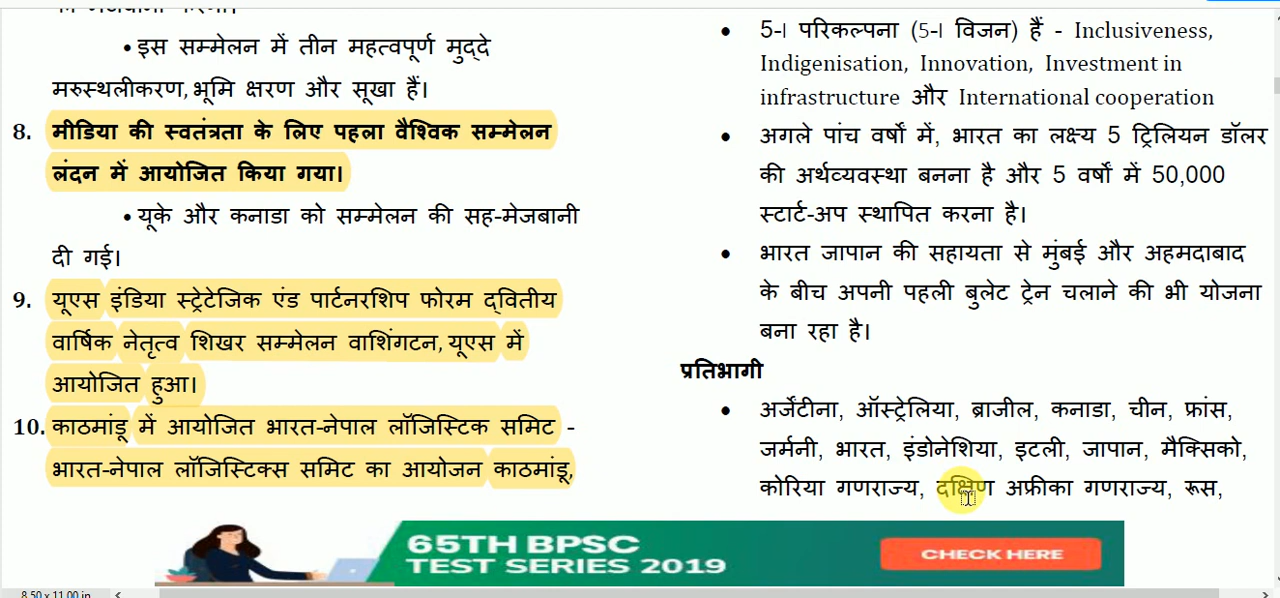 • इस सम्मेलन में तीन महत्वपूर्ण मुद्दे
मरुस्थलीकरण, भूमि क्षरण और सूखा हैं।
8. मीडिया की स्वतंत्रता के लिए पहला वैश्विक सम्मेलन
लंदन में आयोजित किया गया।
• यूके और कनाडा को सम्मेलन की सह-मेजबानी
दी गई।
9. यूएस इंडिया स्ट्रेटेजिक एंड पार्टनरशिप फोरम द्वितीय
वार्षिक नेतृत्व शिखर सम्मेलन वाशिंगटन, यूएस में
आयोजित हुआ।
10. काठमांडू में आयोजित भारत-नेपाल लॉजिस्टिक समिट -
भारत-नेपाल लॉजिस्टिक्स समिट का आयोजन काठमांडू,
• 5-I परिकल्पना (5-I विजन) हैं - Inclusiveness,
Indigenisation, Innovation, Investment in
infrastructure और International cooperation
• अगले पांच वर्षों में, भारत का लक्ष्य 5 ट्रिलियन डॉलर
की अर्थव्यवस्था बनना है और 5 वर्षों में 50,000
स्टार्ट-अप स्थापित करना है।
• भारत जापान की सहायता से मुंबई और अहमदाबाद
के बीच अपनी पहली बुलेट ट्रेन चलाने की भी योजना
बना रहा है।
प्रतिभागी
• अर्जेंटीना, ऑस्ट्रेलिया, ब्राजील, कनाडा, चीन, फ्रांस,
जर्मनी, भारत, इंडोनेशिया, इटली, जापान, मैक्सिको,
कोरिया गणराज्य, दक्षिण अफ्रीका गणराज्य, रूस,
65TH BPSC
TEST SERIES 2019
CHECK HERE
8.50 x 11.00 in